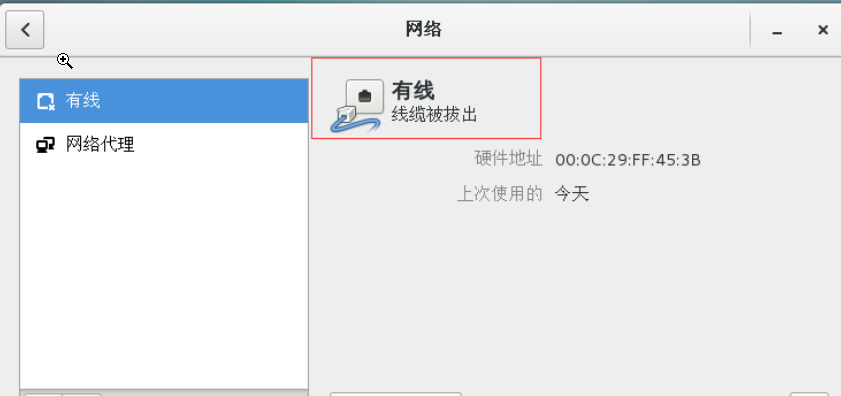 网络
有线
网络代理
有线
线缆被拔出
硬件地址 00:0C:29:FF:45:3B
上次使用的 今天